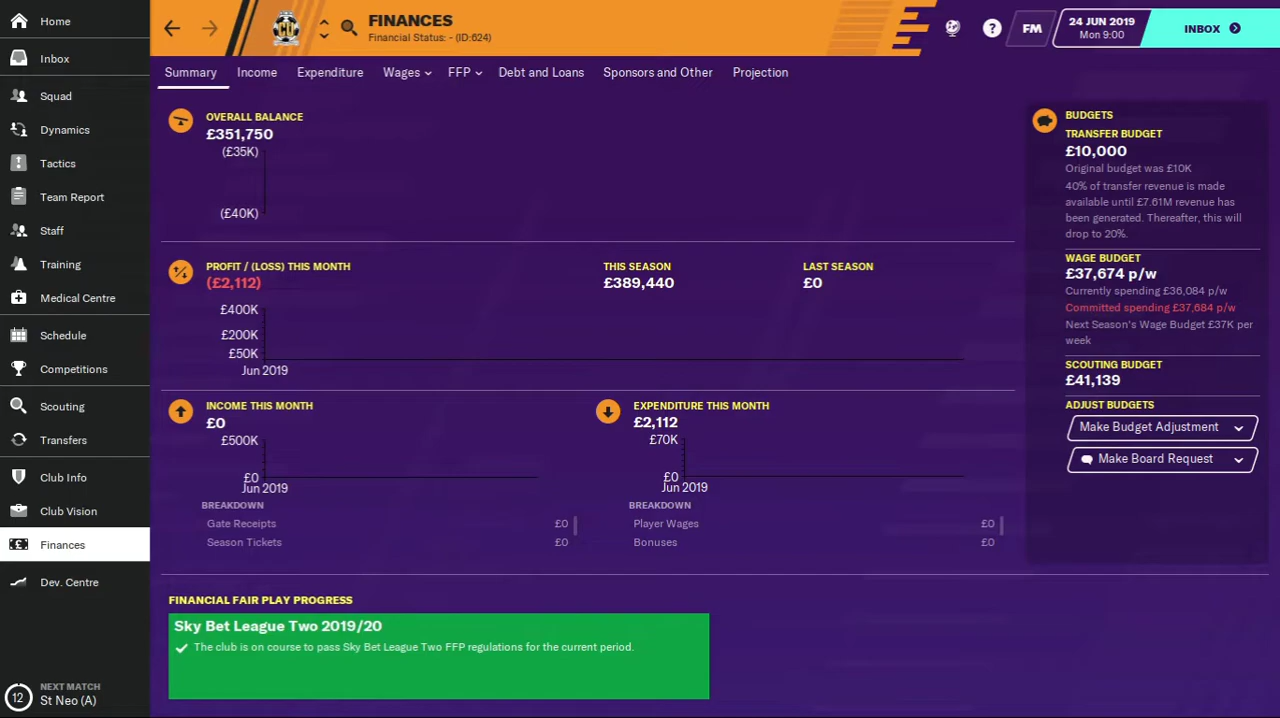 Home
Inbox
Squad
Dynamics
Tactics
Team Report
Staff
Training
Medical Centre
Schedule
Competitions
Scouting
Transfers
Club Info
Club Vision
Finances
Dev. Centre
12
NEXT MATCH
St Neo (A)
CU
FINANCES
Financial Status: - (ID:624)
?
FM
24 JUN 2019
Mon 9:00
INBOX
Summary
Income
Expenditure
Wages
FFP
Debt and Loans
Sponsors and Other
Projection
OVERALL BALANCE
£351,750
(£35K)
(£40K)
PROFIT / (LOSS) THIS MONTH
(£2,112)
THIS SEASON
£389,440
LAST SEASON
£0
£400K
£200K
£50K
Jun 2019
INCOME THIS MONTH
£0
£500K
£0
Jun 2019
BREAKDOWN
Gate Receipts £0
Season Tickets £0
EXPENDITURE THIS MONTH
£2,112
£70K
£0
Jun 2019
BREAKDOWN
Player Wages £0
Bonuses £0
FINANCIAL FAIR PLAY PROGRESS
Sky Bet League Two 2019/20
The club is on course to pass Sky Bet League Two FFP regulations for the current period.
BUDGETS
TRANSFER BUDGET
£10,000
Original budget was £10K
40% of transfer revenue is made
available until £7.61M revenue has
been generated. Thereafter, this will
drop to 20%.
WAGE BUDGET
£37,674 p/w
Currently spending £36,084 p/w
Committed spending £37,684 p/w
Next Season's Wage Budget £37K per
week
SCOUTING BUDGET
£41,139
ADJUST BUDGETS
Make Budget Adjustment
Make Board Request